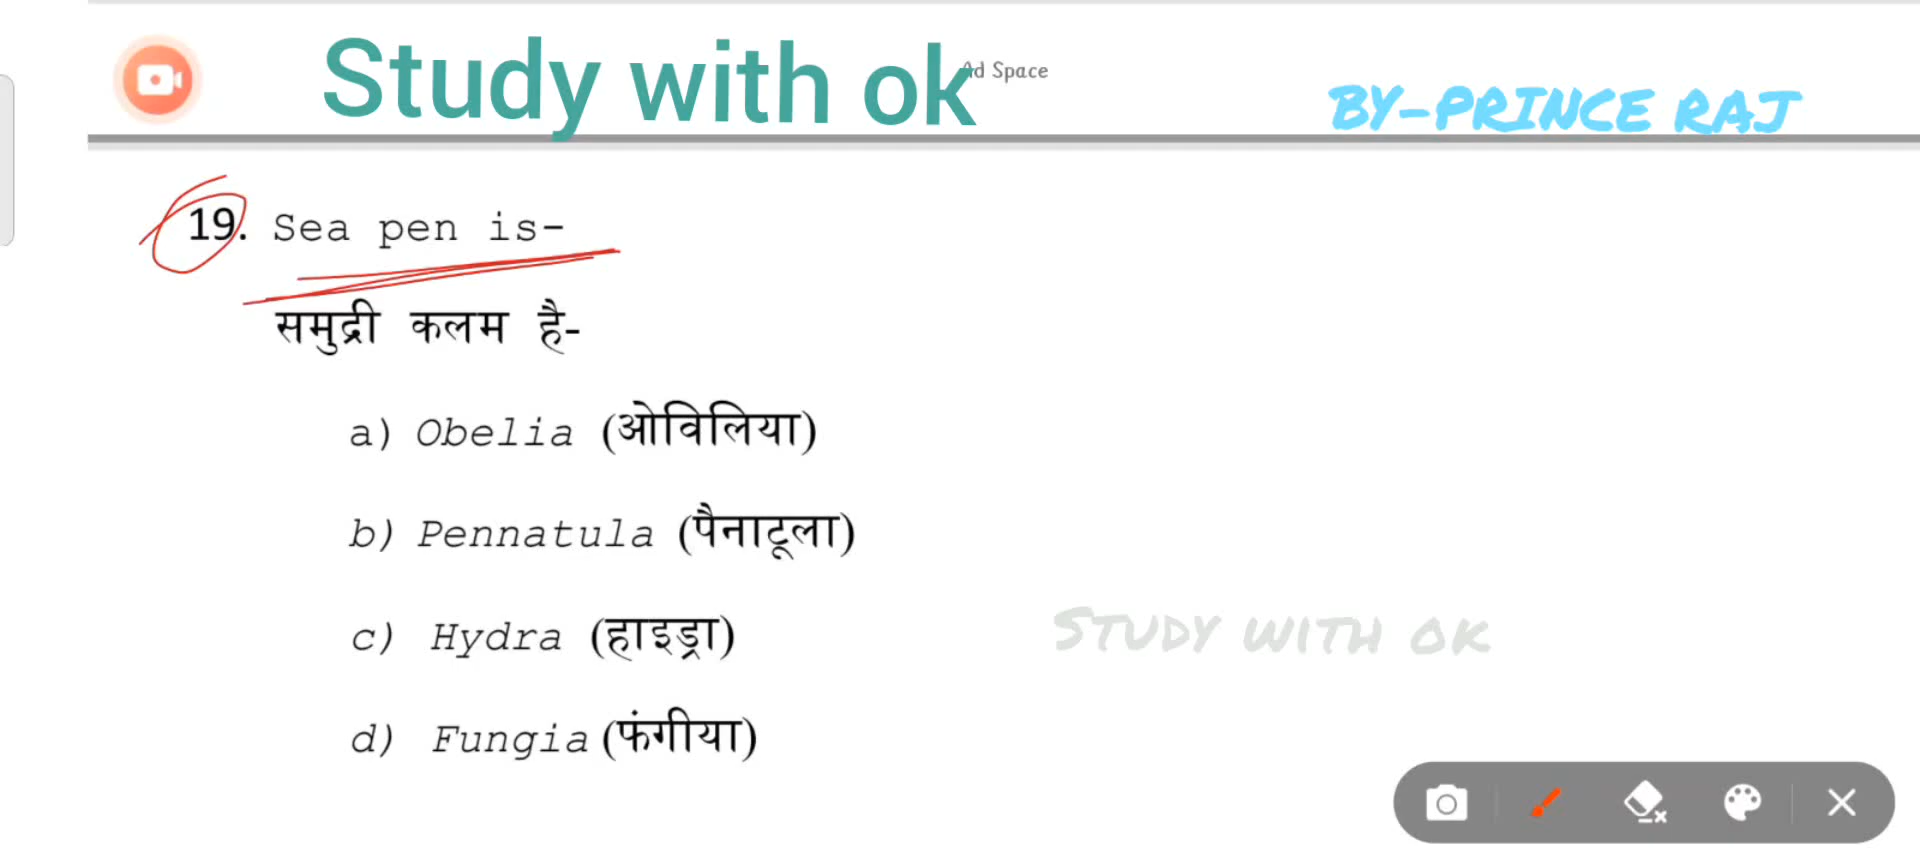 Study with ok
Ad Space
BY-PRINCE RAJ
19. Sea pen is-
समुद्री कलम है-
a) Obelia (ओविलिया)
b) Pennatula (पैनाटूला)
c) Hydra (हाइड्रा)
STUDY WITH OK
d) Fungia (फंगीया)